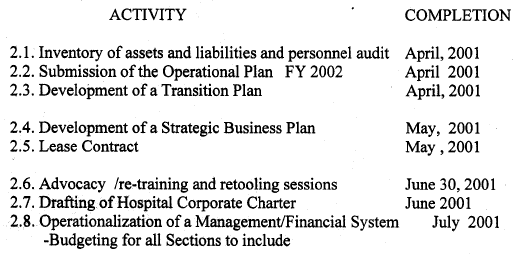 ACTIVITY COMPLETION
2.1. Inventory of assets and liabilities and personnel audit April, 2001
2.2. Submission of the Operational Plan FY 2002 April 2001
2.3. Development of a Transition Plan April, 2001
2.4. Development of a Strategic Business Plan May, 2001
2.5. Lease Contract May , 2001
2.6. Advocacy /re-training and retooling sessions June 30, 2001
2.7. Drafting of Hospital Corporate Charter June 2001
2.8. Operationalization of a Management/Financial System July 2001
-Budgeting for all Sections to include